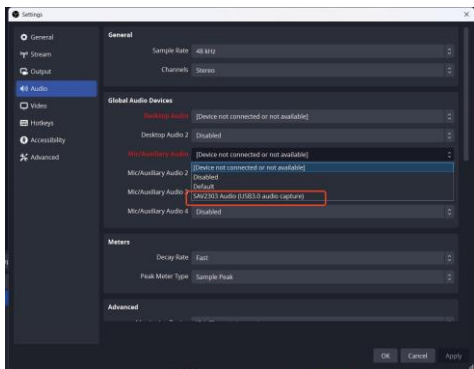 Settings
General
Stream
Output
Audio
Video
Hotkeys
Accessibility
Advanced
General
Sample Rate 48 kHz
Channels Stereo
Global Audio Devices
Desktop Audio [Device not connected or not available]
Desktop Audio 2 Disabled
Mic/Auxiliary Audio [Device not connected or not available]
[Device not connected or not available]
Mic/Auxiliary Audio 2 Disabled
Default
Mic/Auxiliary Audio 3 SAV2303 Audio (USB3.0 audio capture)
Mic/Auxiliary Audio 4 Disabled
Meters
Decay Rate Fast
Peak Meter Type Sample Peak
Advanced
OK Cancel Apply